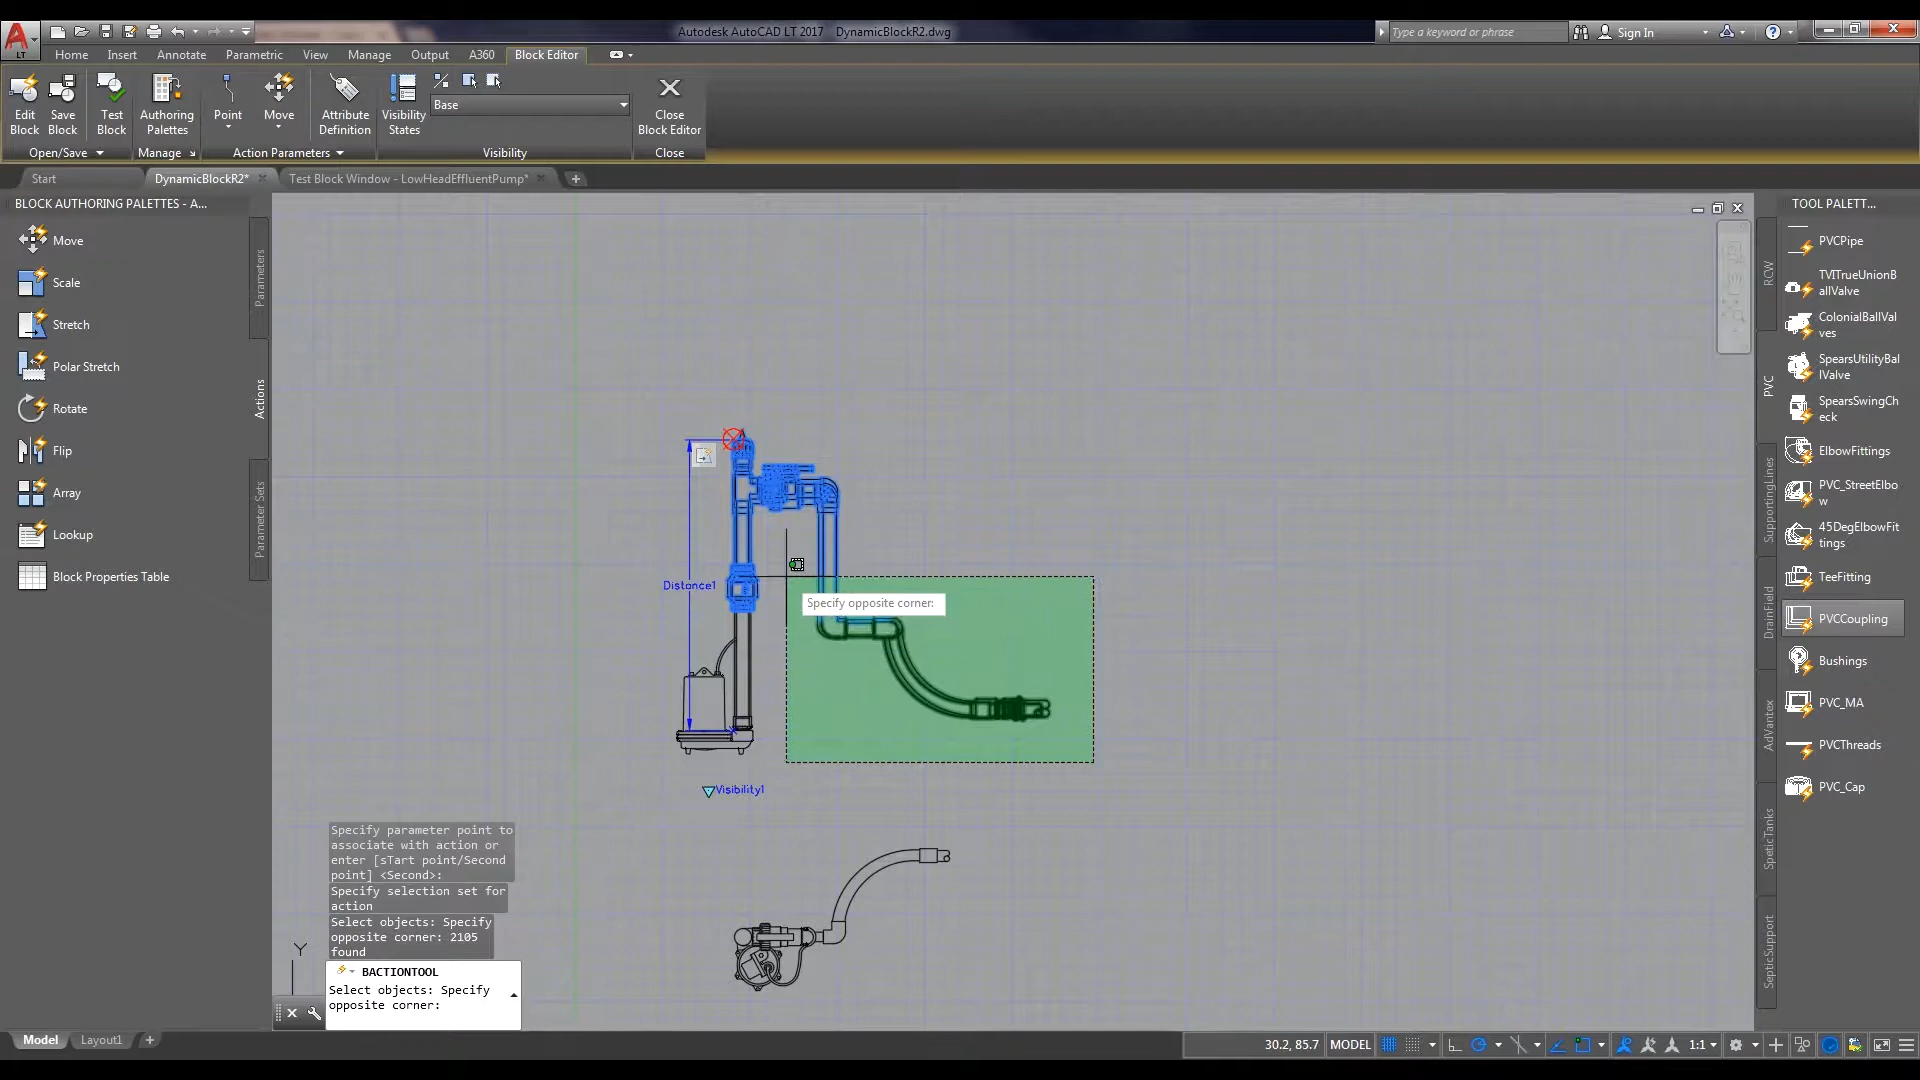 Autodesk AutoCAD LT 2017 DynamicBlockR2.dwg
Type a keyword or phrase
Sign In
LT
Home Insert Annotate Parametric View Manage Output A360 Block Editor
Edit Block
Save Block
Test Block
Authoring Palettes
Point
Move
Attribute Definition
Visibility States
Base
Close Block Editor
Open/Save Manage Action Parameters Visibility Close
Start DynamicBlockR2* Test Block Window - LowHeadEffluentPump*
BLOCK AUTHORING PALETTES - A...
Move
Scale
Stretch
Polar Stretch
Rotate
Flip
Array
Lookup
Block Properties Table
Parameters
Actions
Parameter Sets
Distance1
Specify opposite corner:
Visibility1
Specify parameter point to
associate with action or
enter [sTart point/Second
point] <Second>:
Specify selection set for
action
Select objects: Specify
opposite corner: 2105
found
BACTIONTOOL
Select objects: Specify
opposite corner:
Y
TOOL PALETT...
PVCPipe
TVITrueUnionB
allValve
ColonialBallVal
ves
SpearsUtilityBal
lValve
SpearsSwingCh
eck
ElbowFittings
PVC_StreetElbo
w
45DegElbowFit
tings
TeeFitting
PVCCoupling
Bushings
PVC_MA
PVCThreads
PVC_Cap
RCW
PVC
SupportingLines
DrainField
AdVantex
SpeticTanks
SepticSupport
Model Layout1
30.2, 85.7 MODEL 1:1